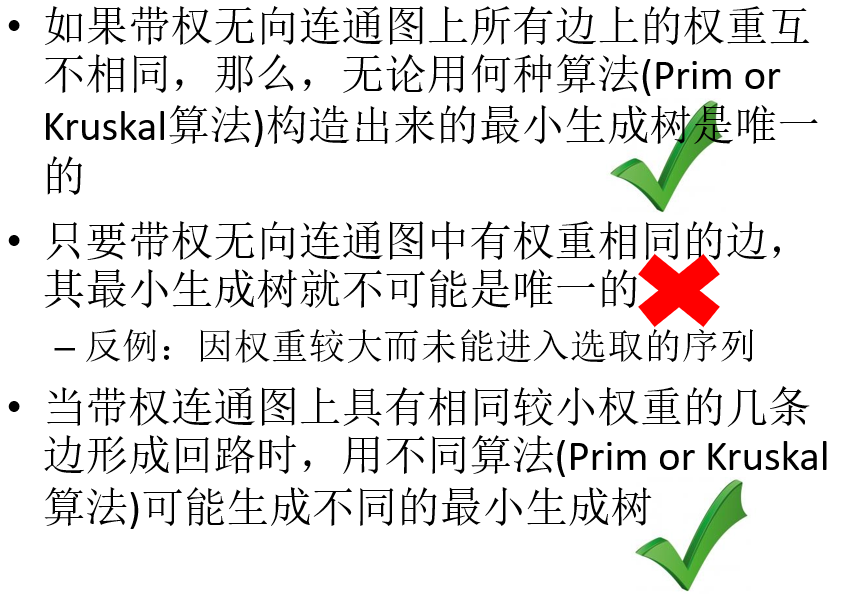 • 如果带权无向连通图上所有边上的权重互
不相同，那么，无论用何种算法(Prim or
Kruskal算法)构造出来的最小生成树是唯一
的
• 只要带权无向连通图中有权重相同的边，
其最小生成树就不可能是唯一的
– 反例：因权重较大而未能进入选取的序列
• 当带权连通图上具有相同较小权重的几条
边形成回路时，用不同算法(Prim or Kruskal
算法)可能生成不同的最小生成树